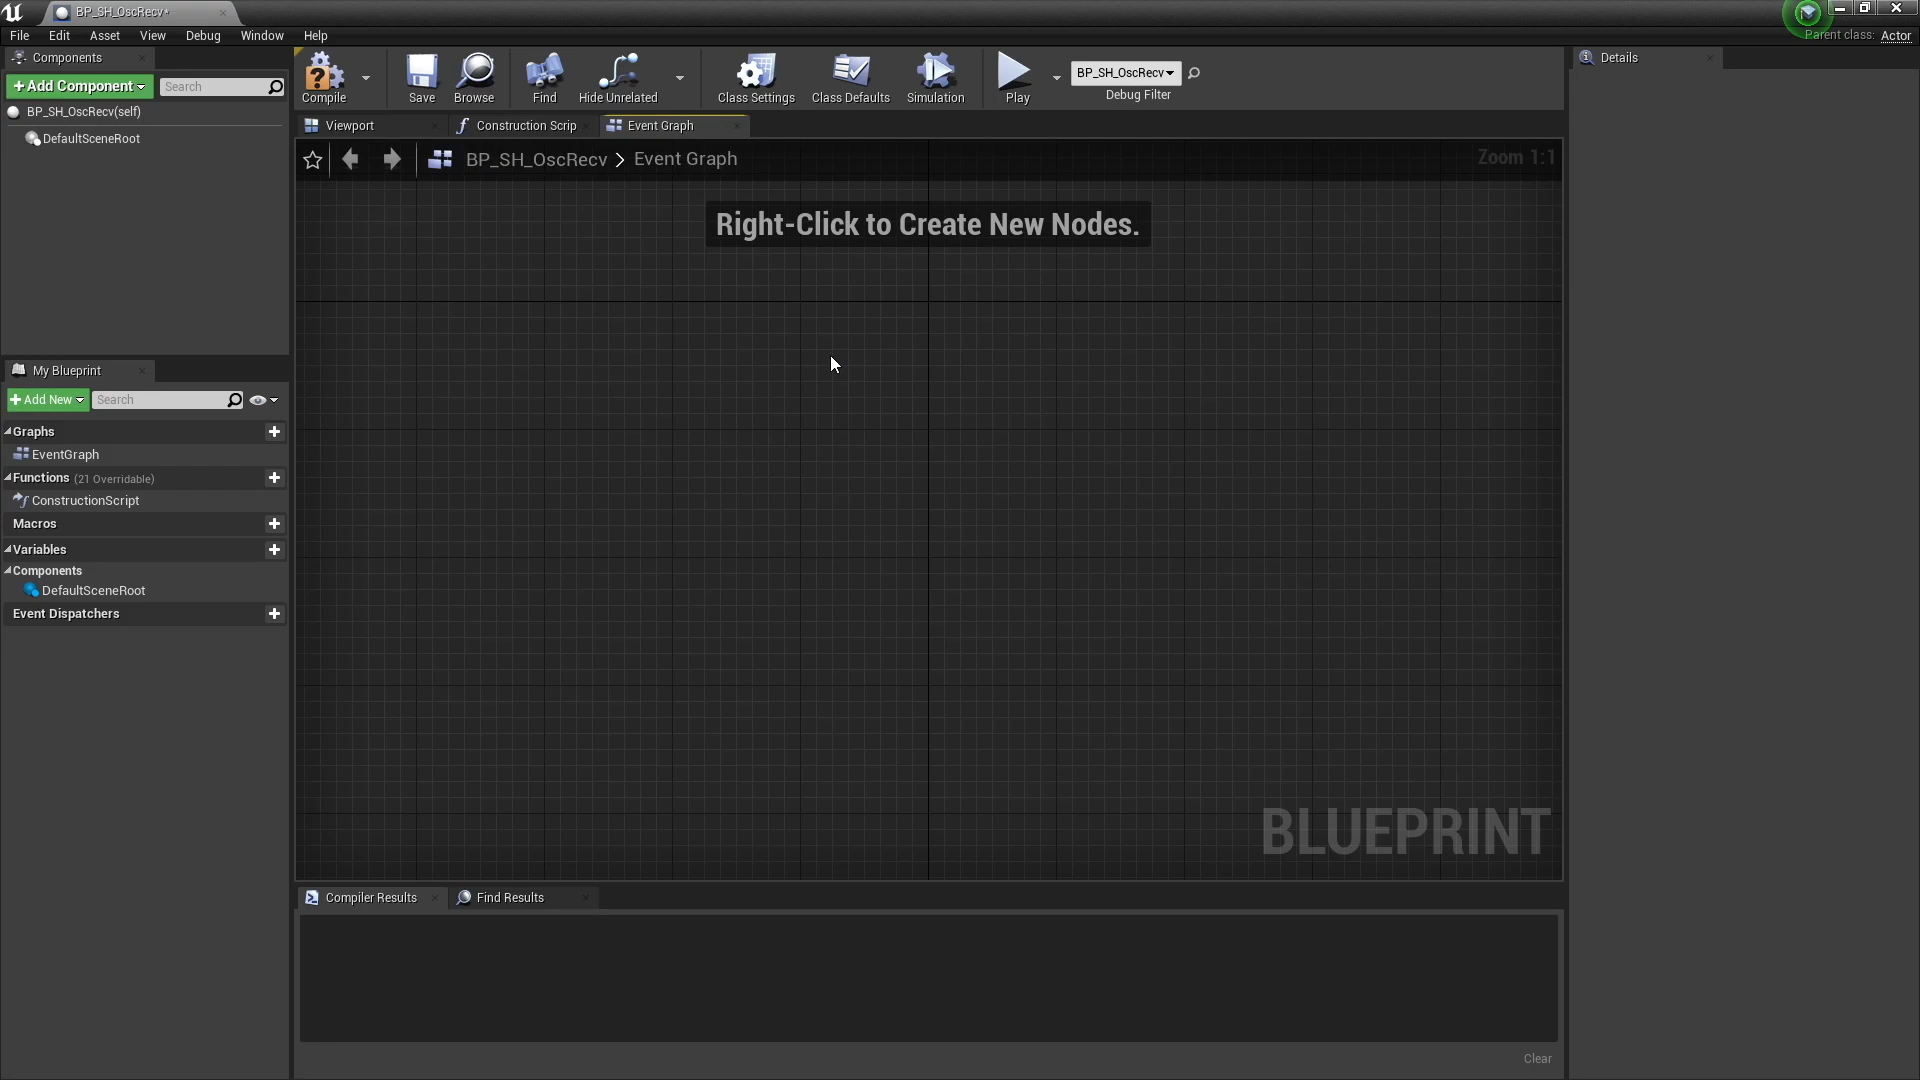 BP_SH_OscRecv*
File Edit Asset View Debug Window Help
Parent class: Actor
Components
+ Add Component
Search
BP_SH_OscRecv(self)
DefaultSceneRoot
Compile
Save
Browse
Find
Hide Unrelated
Class Settings
Class Defaults
Simulation
Play
BP_SH_OscRecv
Debug Filter
Details
Viewport
Construction Scrip
Event Graph
BP_SH_OscRecv > Event Graph
Zoom 1:1
Right-Click to Create New Nodes.
My Blueprint
+ Add New
Search
Graphs
EventGraph
Functions (21 Overridable)
ConstructionScript
Macros
Variables
Components
DefaultSceneRoot
Event Dispatchers
BLUEPRINT
Compiler Results
Find Results
Clear